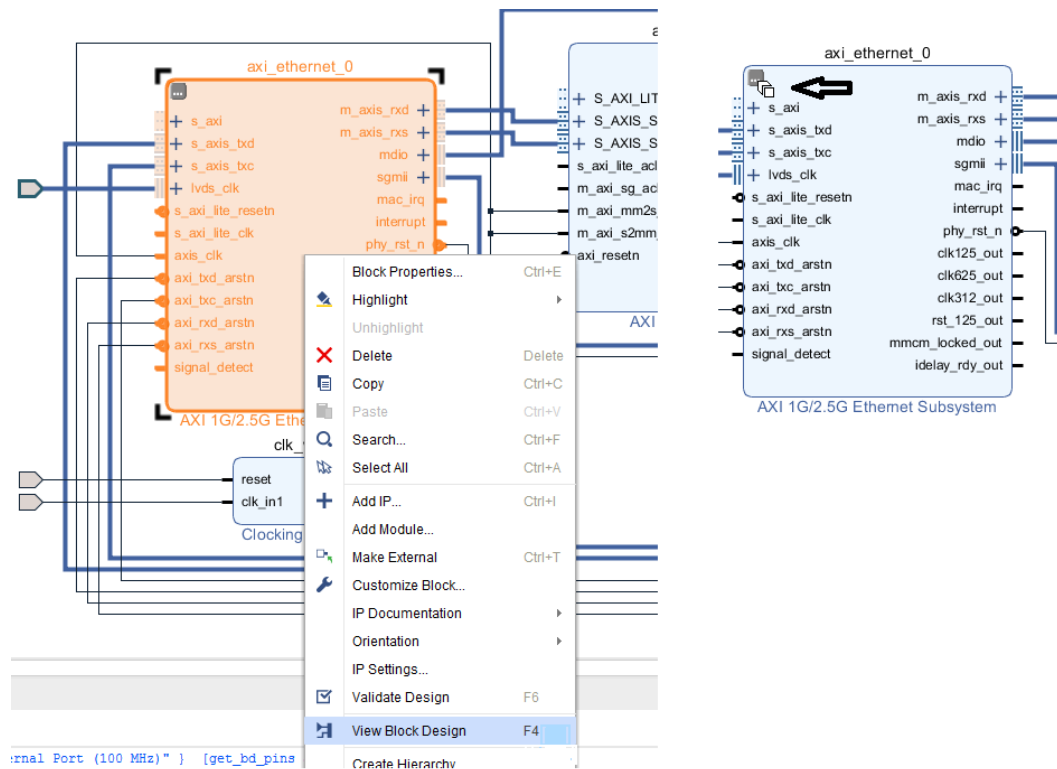 axi_ethernet_0
s_axi
s_axis_txd
s_axis_txc
lvds_clk
s_axi_lite_resetn
s_axi_lite_clk
axis_clk
axi_txd_arstn
axi_txc_arstn
axi_rxd_arstn
axi_rxs_arstn
signal_detect
m_axis_rxd
m_axis_rxs
mdio
sgmii
mac_irq
interrupt
phy_rst_n
AXI 1G/2.5G Ethe
a
S_AXI_LIT
S_AXIS_S
S_AXIS_S
s_axi_lite_acl
m_axi_sg_acl
m_axi_mm2s_
m_axi_s2mm_
axi_resetn
AXI
clk_
reset
clk_in1
Clocking
Block Properties... Ctrl+E
Highlight
Unhighlight
Delete Delete
Copy Ctrl+C
Paste Ctrl+V
Search... Ctrl+F
Select All Ctrl+A
Add IP... Ctrl+I
Add Module...
Make External Ctrl+T
Customize Block...
IP Documentation
Orientation
IP Settings...
Validate Design F6
View Block Design F4
Create Hierarchy
rnal Port (100 MHz)" } [get_bd_pins
axi_ethernet_0
s_axi
s_axis_txd
s_axis_txc
lvds_clk
s_axi_lite_resetn
s_axi_lite_clk
axis_clk
axi_txd_arstn
axi_txc_arstn
axi_rxd_arstn
axi_rxs_arstn
signal_detect
m_axis_rxd
m_axis_rxs
mdio
sgmii
mac_irq
interrupt
phy_rst_n
clk125_out
clk625_out
clk312_out
rst_125_out
mmcm_locked_out
idelay_rdy_out
AXI 1G/2.5G Ethernet Subsystem